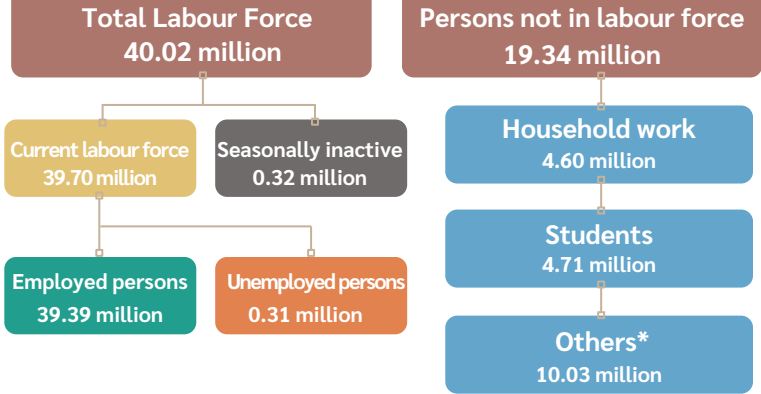 Total Labour Force
40.02 million
Persons not in labour force
19.34 million
Current labour force
39.70 million
Seasonally inactive
0.32 million
Employed persons
39.39 million
Unemployed persons
0.31 million
Household work
4.60 million
Students
4.71 million
Others*
10.03 million